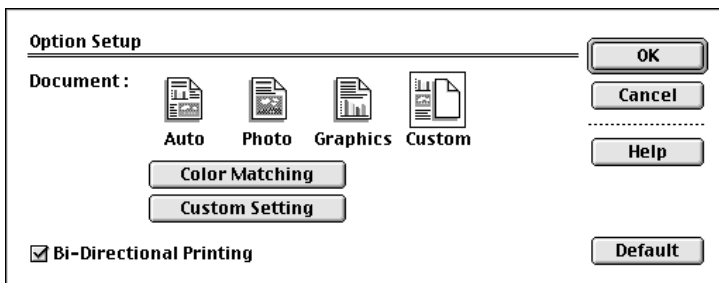 Option Setup
OK
Document :
Cancel
Auto Photo Graphics Custom
Help
Color Matching
Custom Setting
Bi-Directional Printing
Default